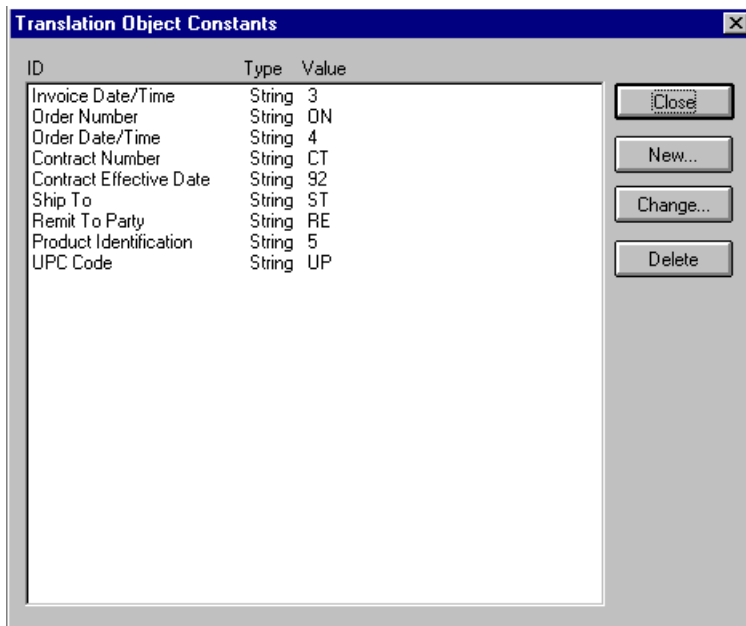 Translation Object Constants
ID Type Value
Invoice Date/Time String 3
Order Number String ON
Order Date/Time String 4
Contract Number String CT
Contract Effective Date String 92
Ship To String ST
Remit To Party String RE
Product Identification String 5
UPC Code String UP
Close
New...
Change...
Delete